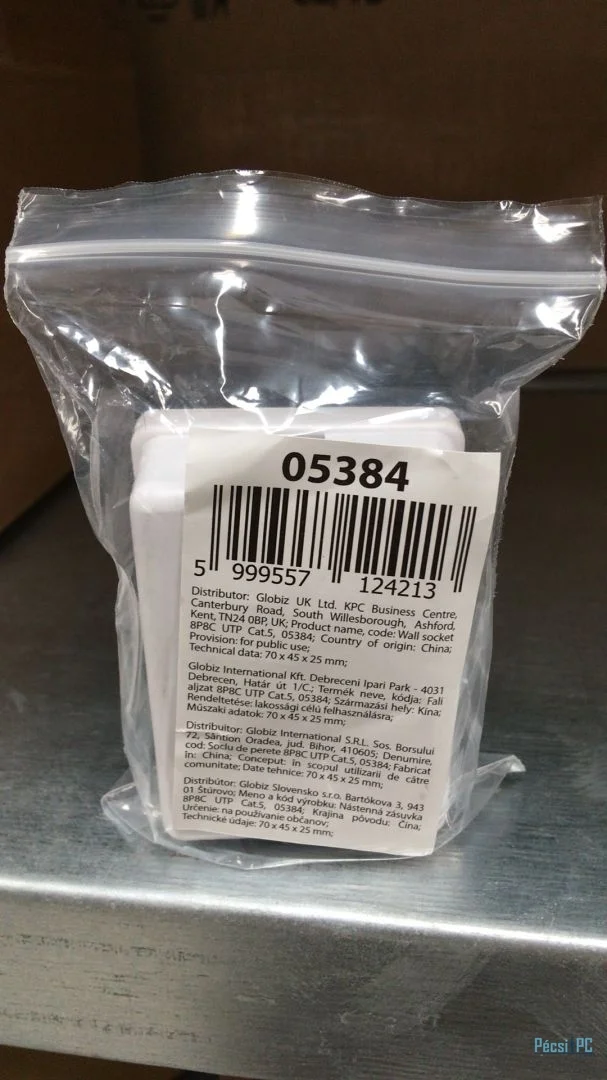 05384
5 999557 124213
Distributor: Globiz UK Ltd. KPC Business Centre,
Canterbury Road, South Willesborough, Ashford,
Kent, TN24 0BP, UK; Product name, code: Wall socket
8P8C UTP Cat.5, 05384; Country of origin: China;
Provision: for public use;
Technical data: 70 x 45 x 25 mm;
Globiz International Kft. Debreceni Ipari Park - 4031
Debrecen, Határ út 1/C.; Termék neve, kódja: Fali
aljzat 8P8C UTP Cat.5, 05384; Származási hely: Kína;
Rendeltetése: lakossági célú felhasználásra;
Műszaki adatok: 70 x 45 x 25 mm;
Distribuitor: Globiz International S.R.L. Sos. Borsului
72, Sântion Oradea, jud. Bihor, 410605; Denumire,
cod: Soclu de perete 8P8C UTP Cat.5, 05384; Fabricat
în: China; Conceput: în scopul utilizarii de către
comunitate; Date tehnice: 70 x 45 x 25 mm;
Distribútor: Globiz Slovensko s.r.o. Bartókova 3, 943
01 Štúrovo; Meno a kód výrobku: Nástenná zásuvka
8P8C UTP Cat.5, 05384; Krajina pôvodu: Čína;
Určenie: na používanie občanov;
Technické údaje: 70 x 45 x 25 mm;
Pécsi PC